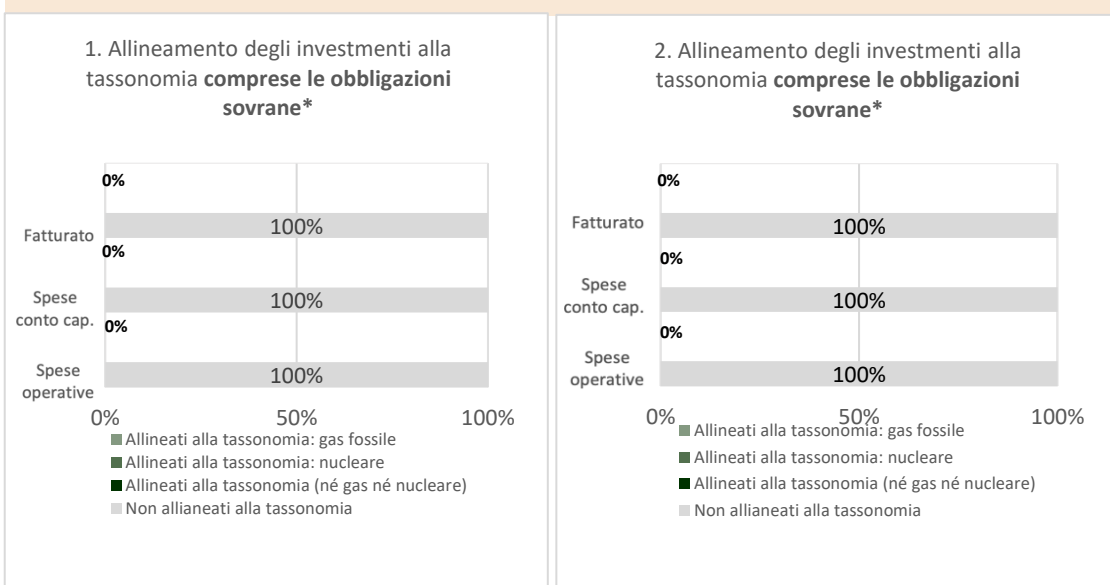 1. Allineamento degli investimenti alla
tassonomia comprese le obbligazioni
sovrane*
0%
Fatturato
100%
0%
Spese
conto cap.
100%
0%
Spese
operative
100%
0%
50%
100%
Allineati alla tassonomia: gas fossile
Allineati alla tassonomia: nucleare
Allineati alla tassonomia (né gas né nucleare)
Non allianeati alla tassonomia
2. Allineamento degli investimenti alla
tassonomia comprese le obbligazioni
sovrane*
0%
Fatturato
100%
0%
Spese
conto cap.
100%
0%
Spese
operative
100%
0%
50%
100%
Allineati alla tassonomia: gas fossile
Allineati alla tassonomia: nucleare
Allineati alla tassonomia (né gas né nucleare)
Non allianeati alla tassonomia